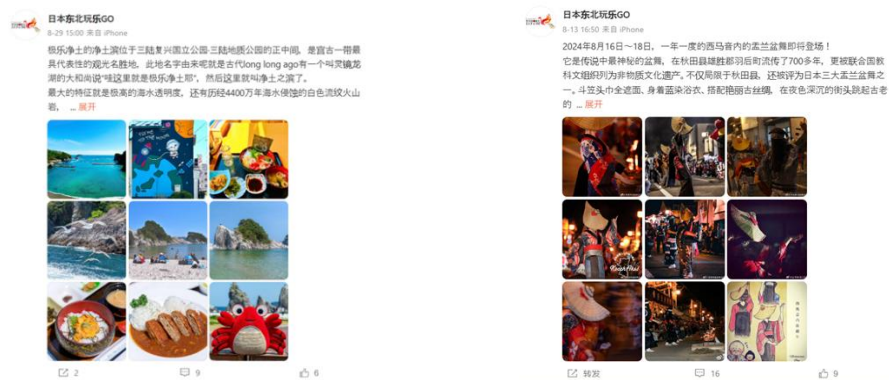 日本东北玩乐GO
8-29 15:00 来自 iPhone
极乐净土的净土滨位于三陆复兴国立公园·三陆地质公园的正中间，是宫古一带最
具代表性的观光名胜地，此地名字由来呢就是古代long long ago有一个叫灵镜龙
湖的大和尚说“哇这里就是极乐净土耶”，然后这里就叫净土之滨了。
最大的特征就是极高的海水透明度，还有历经4400万年海水侵蚀的白色流纹火山
岩， ... 展开
2
9
6
日本东北玩乐GO
8-13 16:50 来自 iPhone
2024年8月16日～18日，一年一度的西马音内的盂兰盆舞即将登场！
它是传说中最神秘的盆舞，在秋田县雄胜郡羽后町流传了700多年，更被联合国教
科文组织列为非物质文化遗产。不仅局限于秋田县，还被评为日本三大盂兰盆舞之
一。斗笠头巾全遮面、身着蓝染浴衣、搭配艳丽古丝绸，在夜色深沉的街头跳起古老
的 ... 展开
转发
16
9